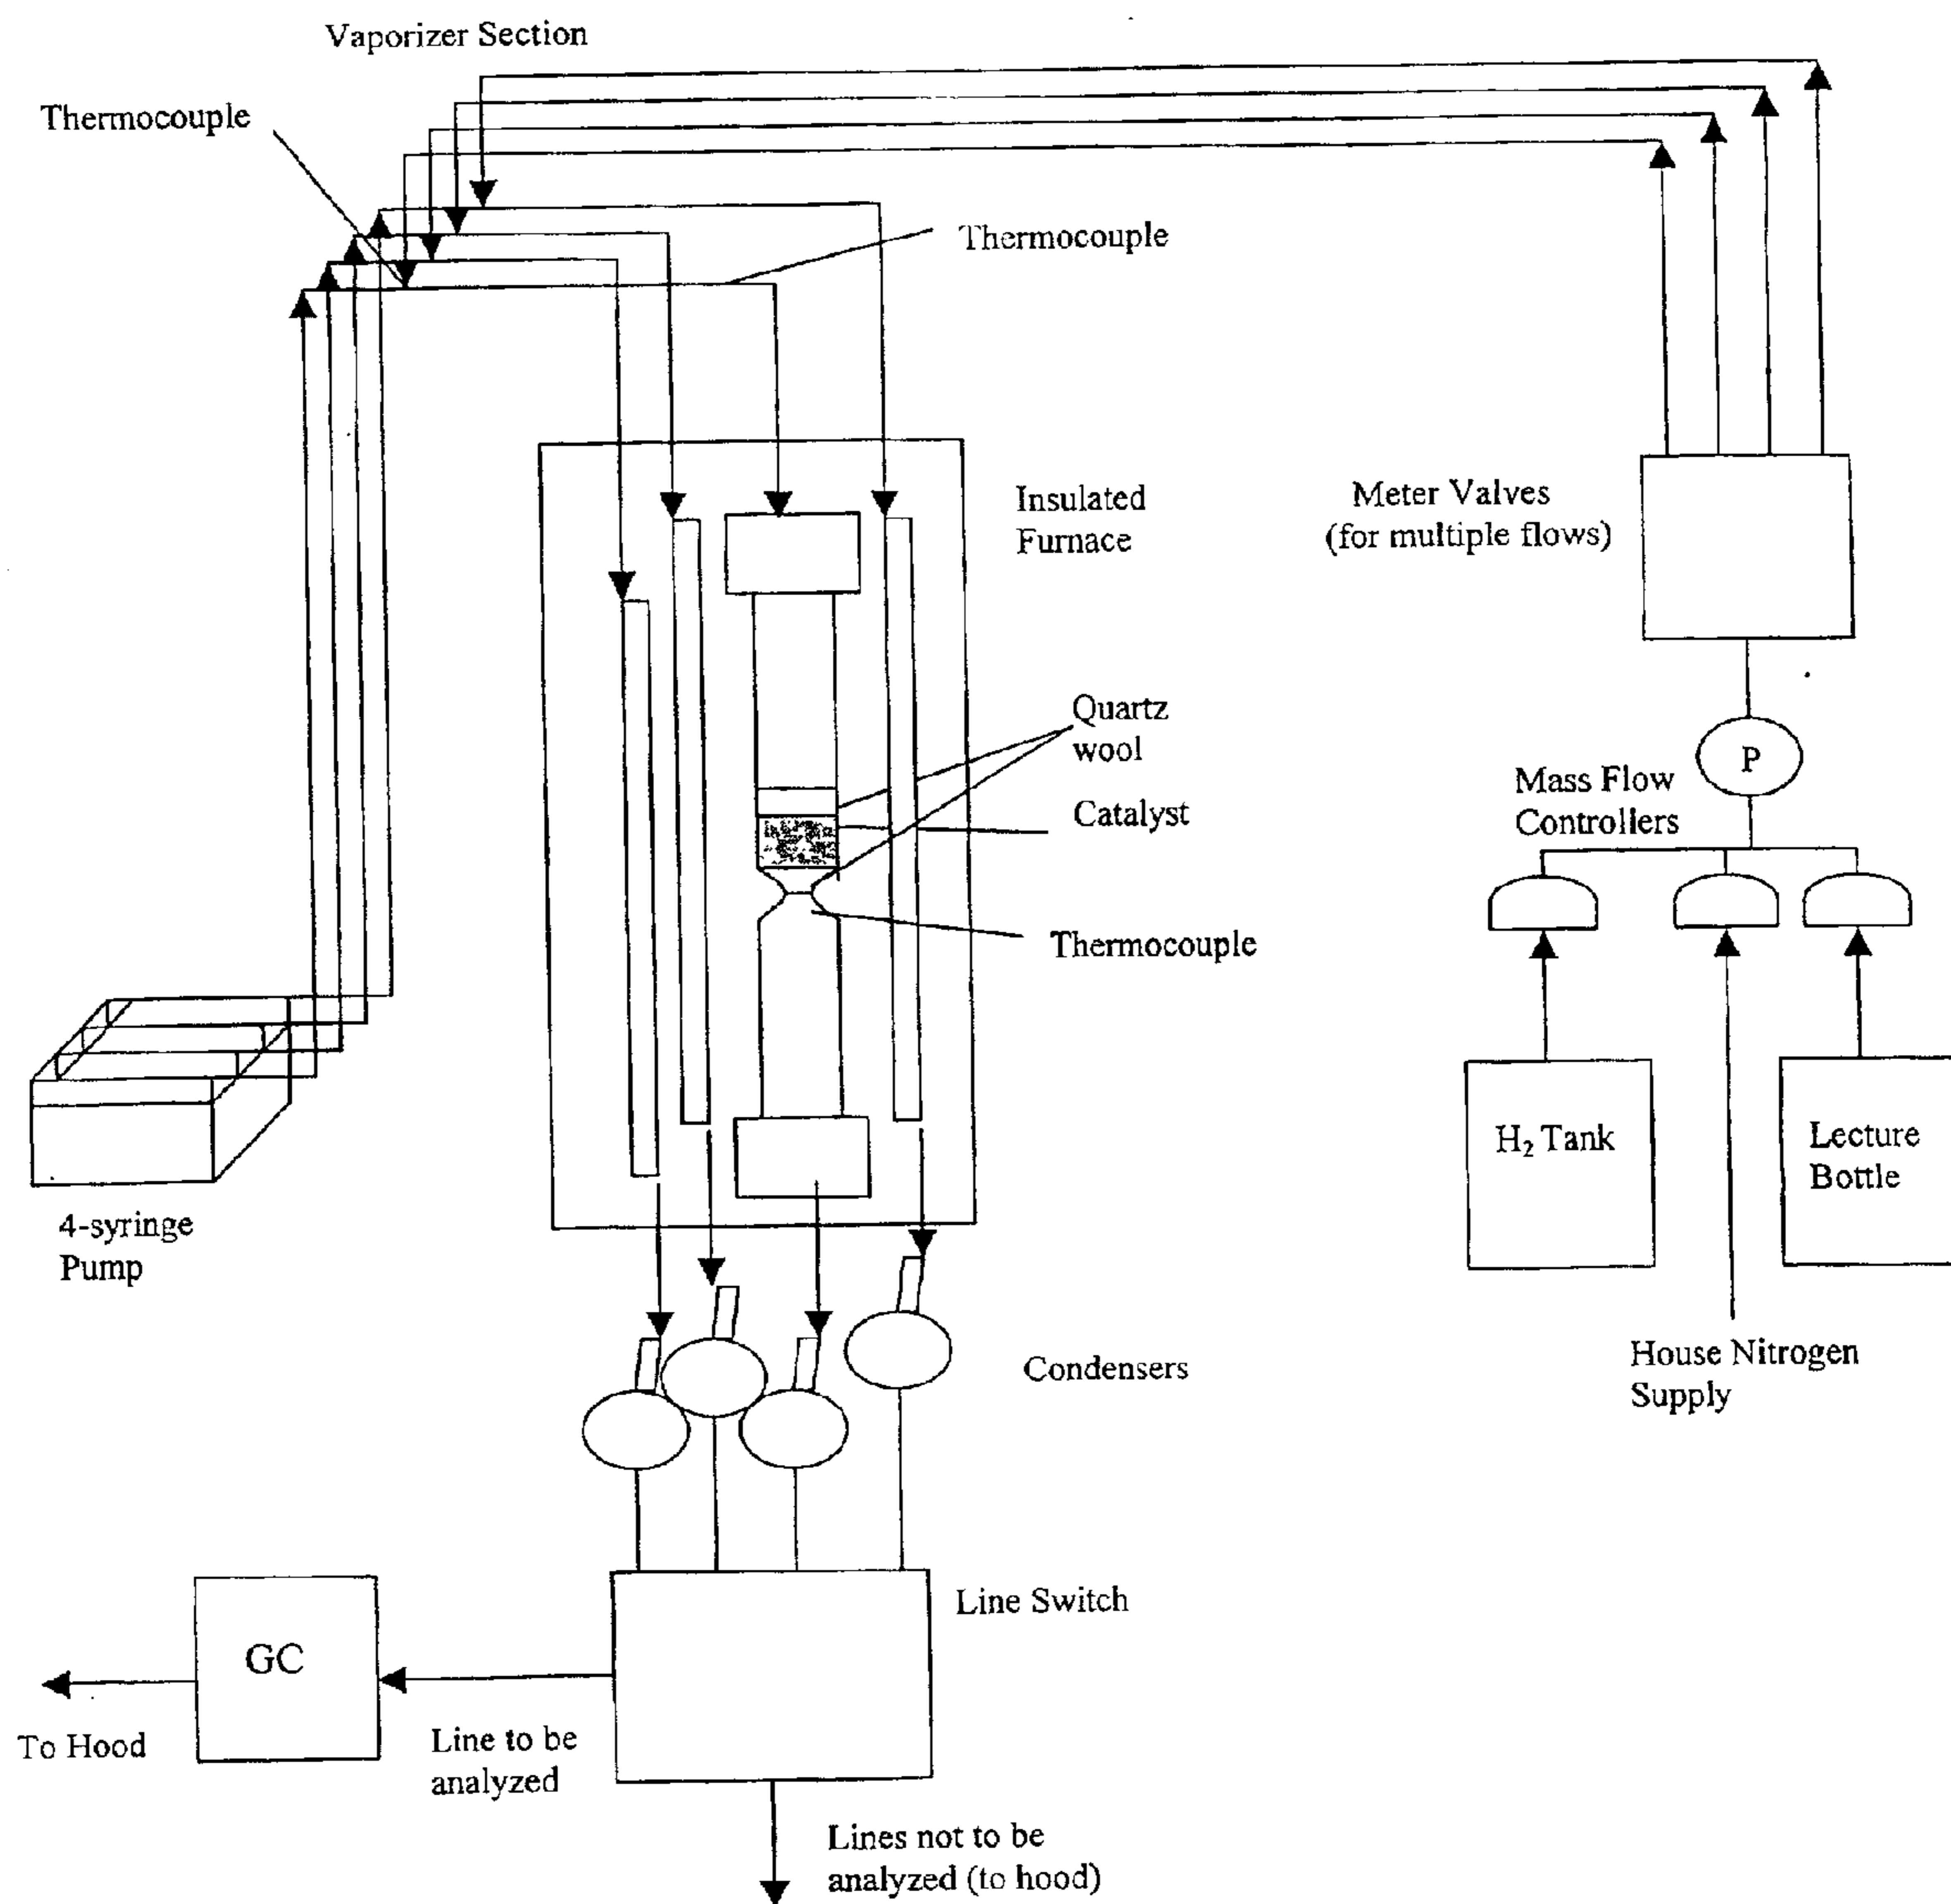 Vaporizer Section
Thermocouple
Thermocouple
Insulated
Furnace
Meter Valves
(for multiple flows)
Quartz
wool
Catalyst
P
Mass Flow
Controllers
Thermocouple
H₂ Tank
Lecture
Bottle
4-syringe
Pump
House Nitrogen
Supply
Condensers
Line Switch
GC
To Hood
Line to be
analyzed
Lines not to be
analyzed (to hood)